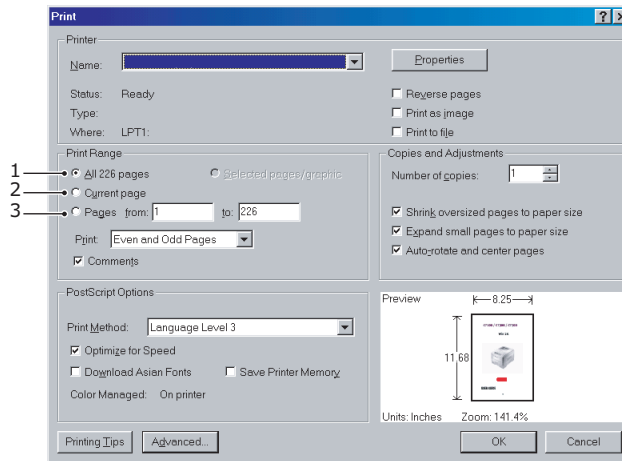 Print
Printer
Name:
Properties
Status: Ready
Type:
Where: LPT1:
Reverse pages
Print as image
Print to file
Print Range
1 All 226 pages
Selected pages/graphic
2 Current page
3 Pages from: 1 to: 226
Print: Even and Odd Pages
Comments
Copies and Adjustments
Number of copies: 1
Shrink oversized pages to paper size
Expand small pages to paper size
Auto-rotate and center pages
PostScript Options
Print Method: Language Level 3
Optimize for Speed
Download Asian Fonts
Save Printer Memory
Color Managed: On printer
Preview
8.25
11.68
Units: Inches Zoom: 141.4%
Printing Tips
Advanced...
OK
Cancel